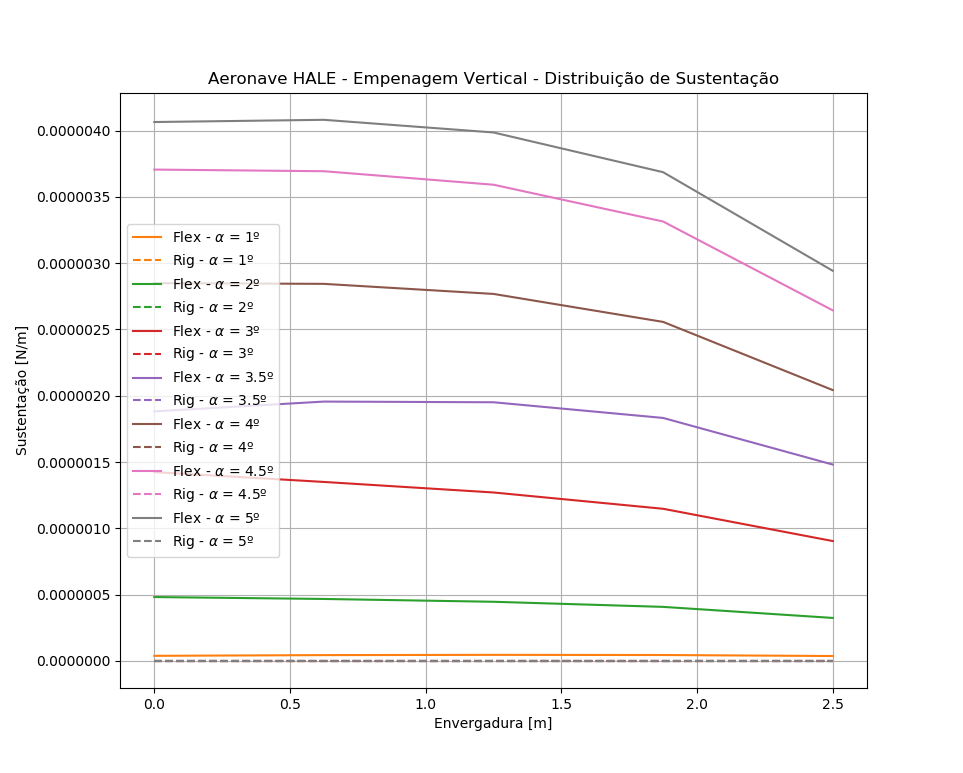 Aeronave HALE - Empenagem Vertical - Distribuição de Sustentação
Sustentação [N/m]
0.0000040
0.0000035
0.0000030
0.0000025
0.0000020
0.0000015
0.0000010
0.0000005
0.0000000
Flex - α = 1º
Rig - α = 1º
Flex - α = 2º
Rig - α = 2º
Flex - α = 3º
Rig - α = 3º
Flex - α = 3.5º
Rig - α = 3.5º
Flex - α = 4º
Rig - α = 4º
Flex - α = 4.5º
Rig - α = 4.5º
Flex - α = 5º
Rig - α = 5º
0.0 0.5 1.0 1.5 2.0 2.5
Envergadura [m]